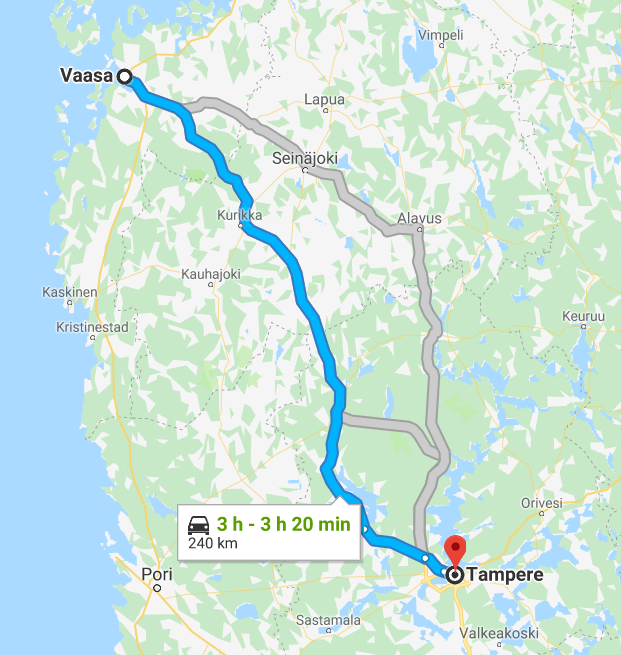 Vimpeli
Vaasa
Lapua
Seinäjoki
Kurikka
Alavus
Kauhajoki
Kaskinen
Keuruu
Kristinestad
Orivesi
3 h - 3 h 20 min
240 km
Pori
Tampere
Sastamala
Valkeakoski